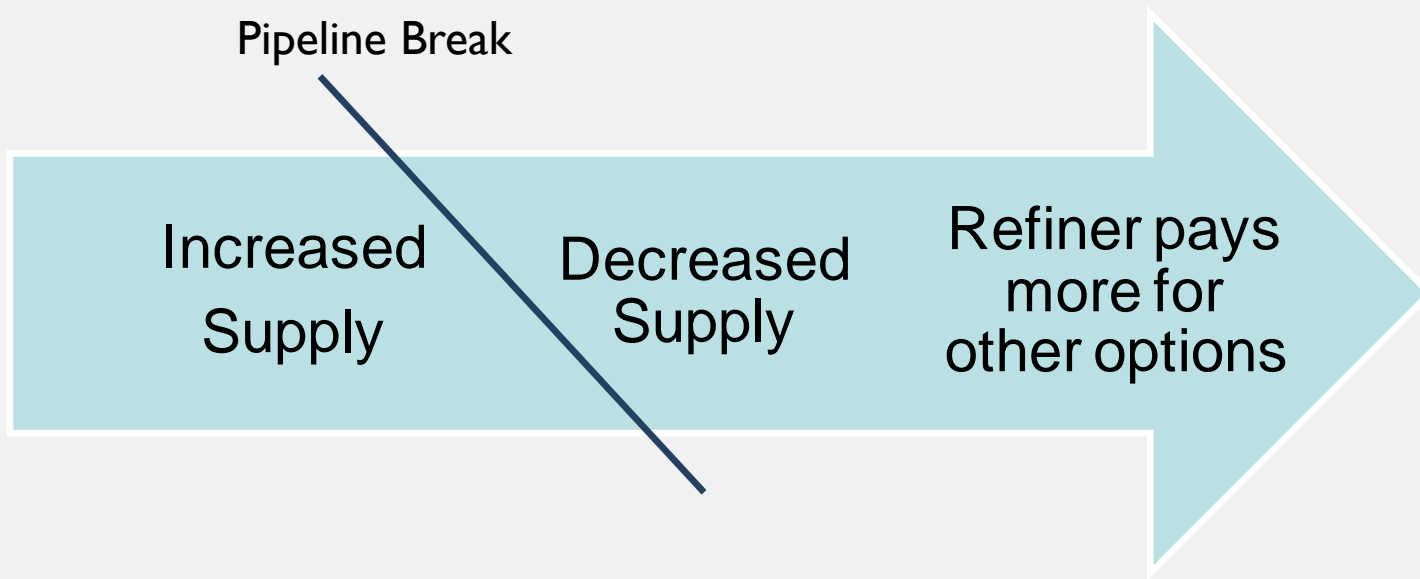 Pipeline Break
Increased
Supply
Decreased
Supply
Refiner pays
more for
other options